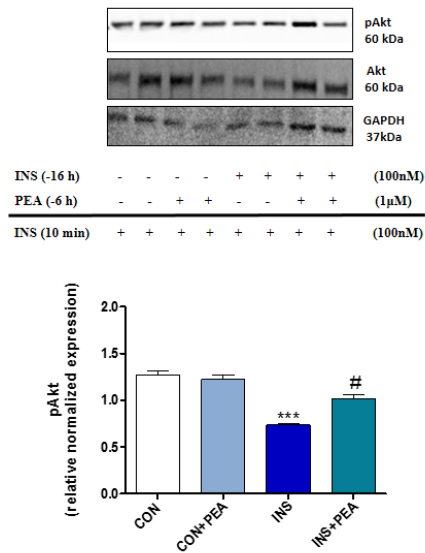 pAkt
60 kDa
Akt
60 kDa
GAPDH
37kDa
INS (-16 h) - - - - + + + + (100nM)
PEA (-6 h) - - + + - - + + (1µM)
INS (10 min) + + + + + + + + (100nM)
pAkt
(relative normalized expression)
2.0
1.5
1.0
0.5
0.0
***
#
CON
CON+PEA
INS
INS+PEA